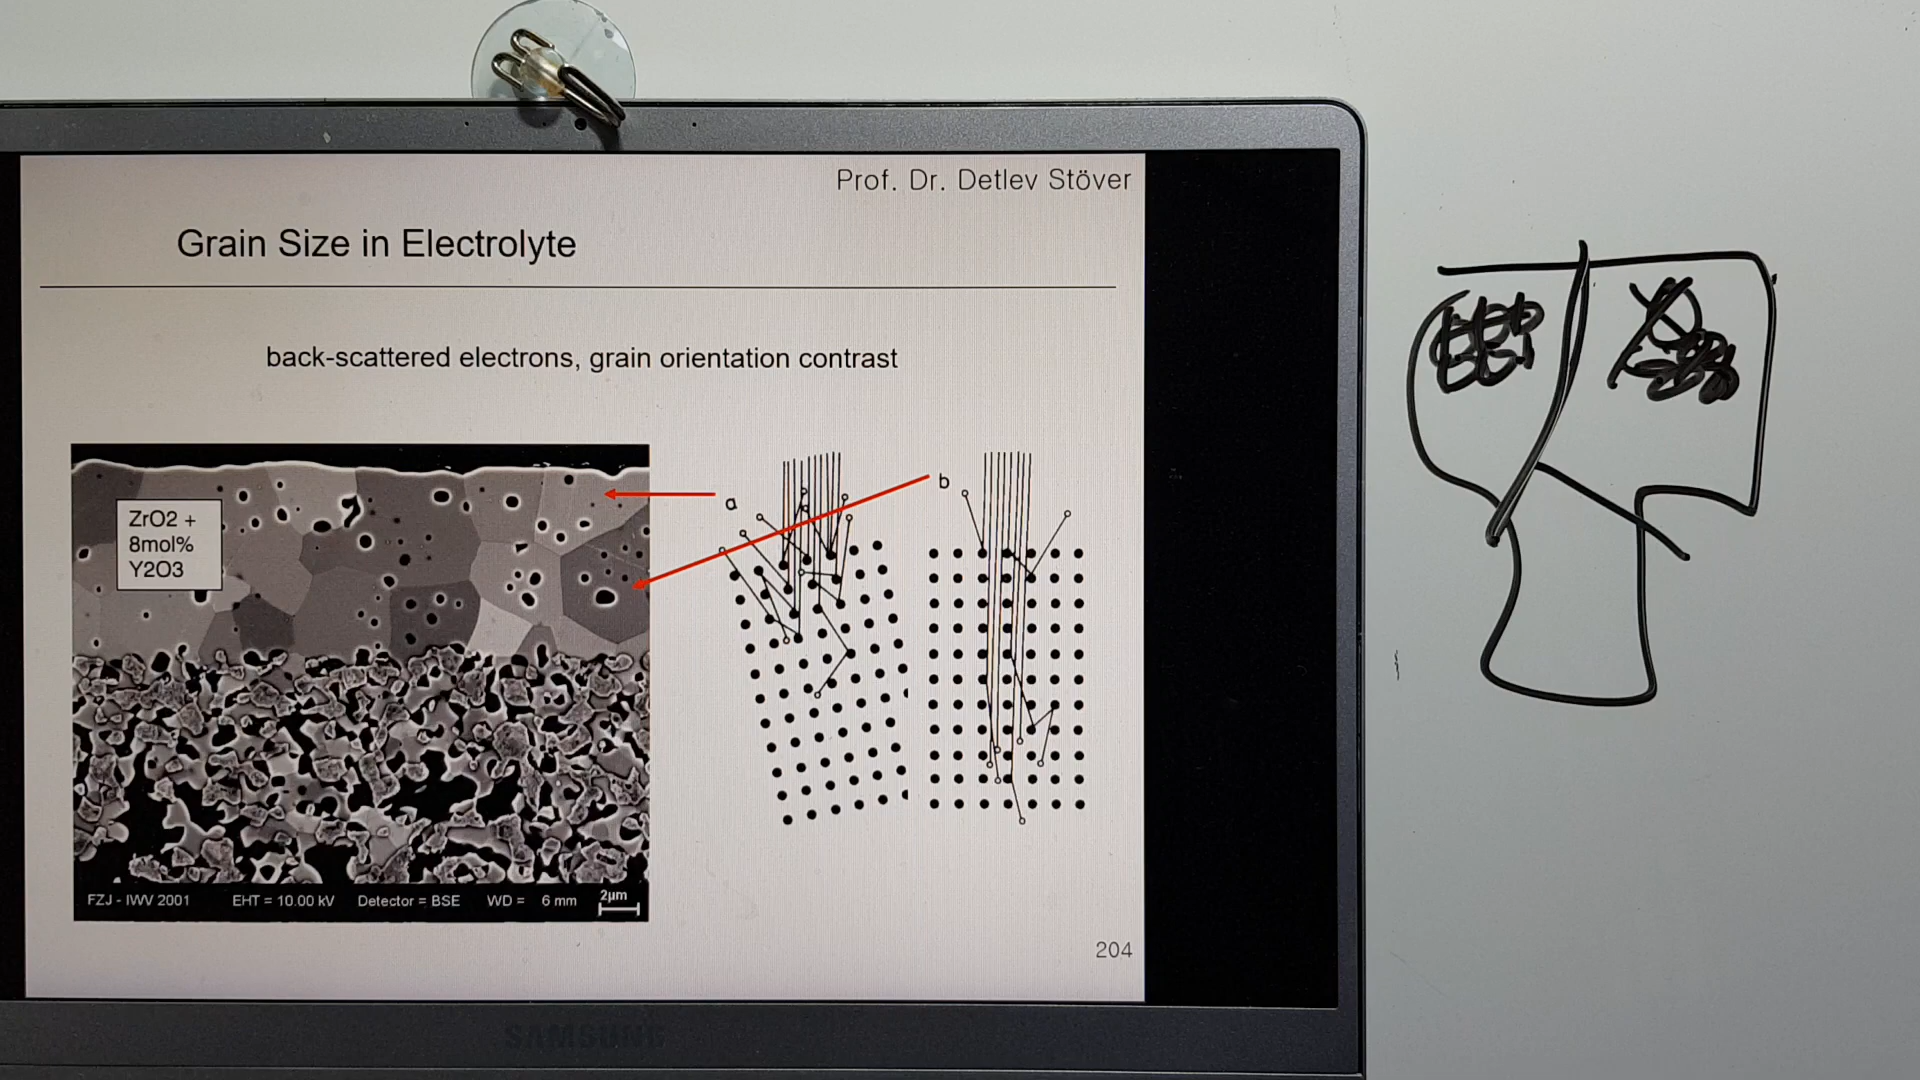 Prof. Dr. Detlev Stöver
Grain Size in Electrolyte
back-scattered electrons, grain orientation contrast
ZrO2 +
8mol%
Y2O3
a
b
FZJ - IWV 2001 EHT = 10.00 kV Detector = BSE WD = 6 mm 2µm
204
SAMSUNG